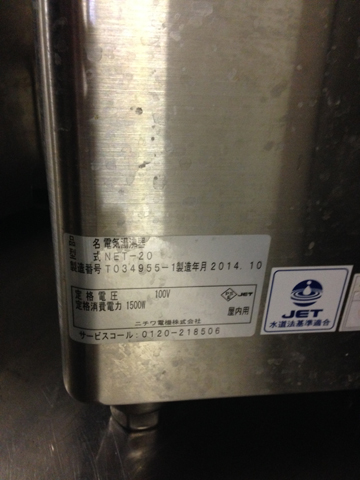 品 名 電気温湯器
型 式 NET-20
製造番号 T034955-1 製造年月 2014.10
定格電圧 100V
定格消費電力 1500W
JET
屋内用
ニチワ電機株式会社
サービスコール:0120-218506
JET
水道法基準適合